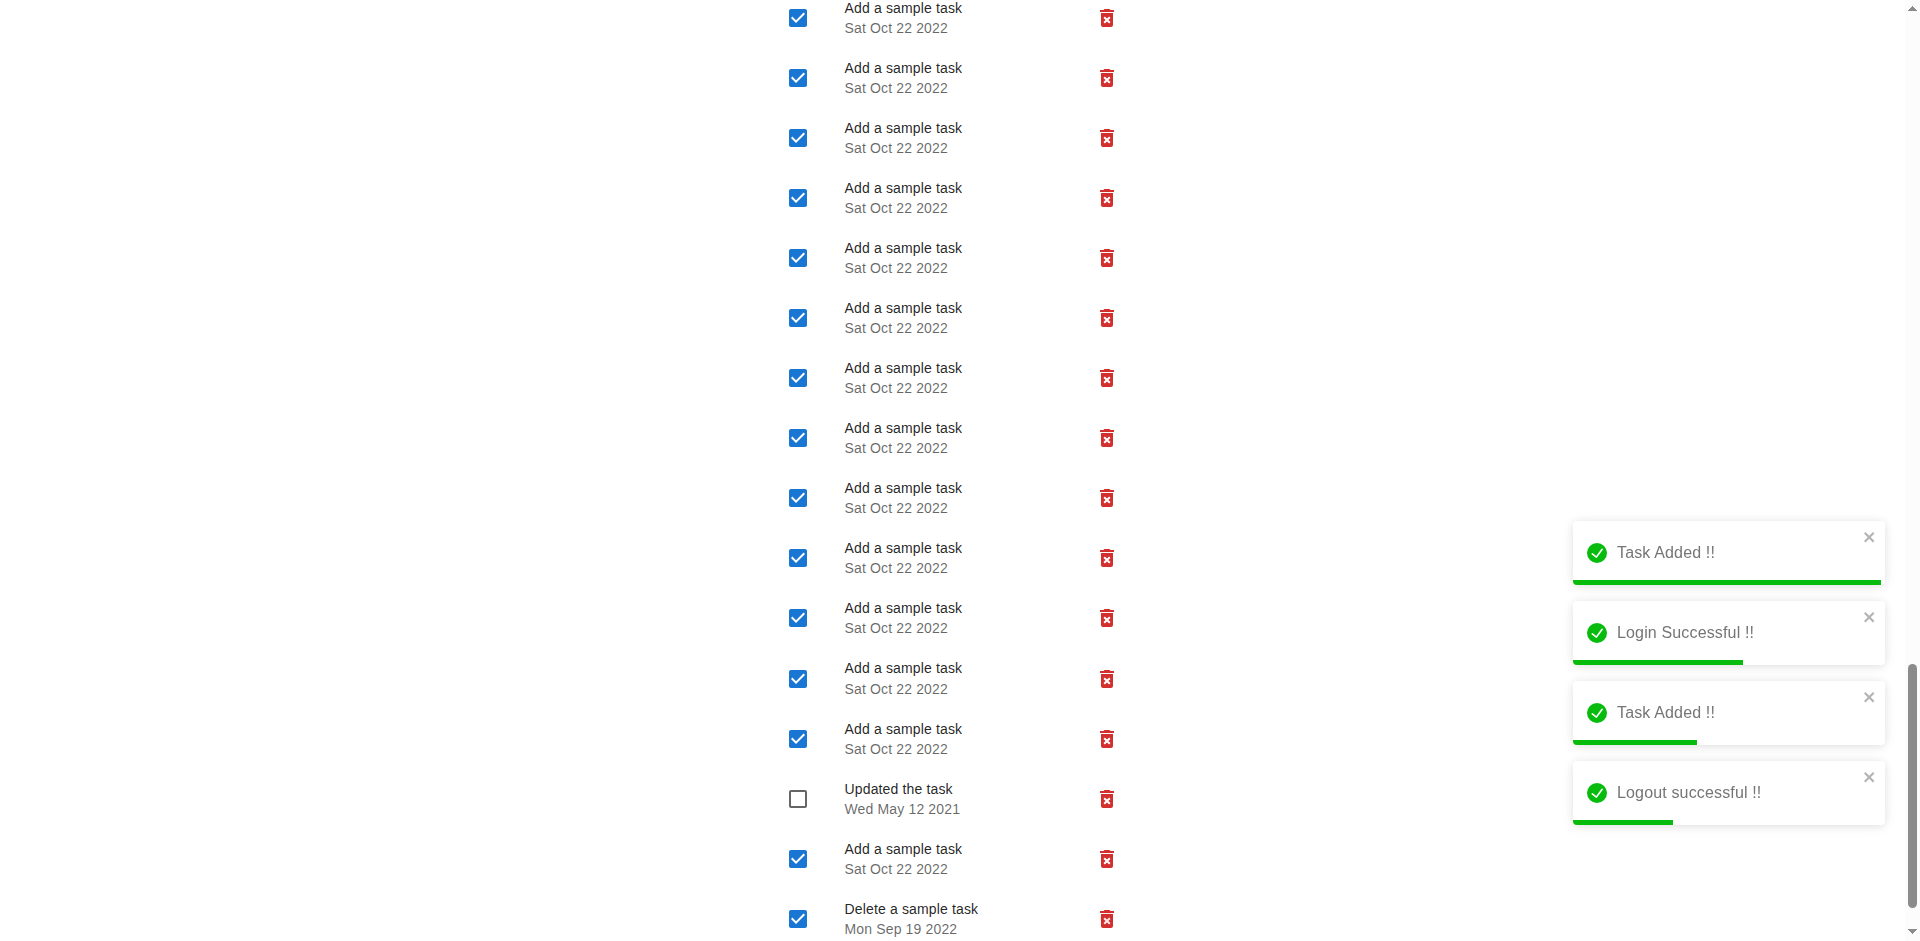 Add a sample task
Sat Oct 22 2022
Add a sample task
Sat Oct 22 2022
Add a sample task
Sat Oct 22 2022
Add a sample task
Sat Oct 22 2022
Add a sample task
Sat Oct 22 2022
Add a sample task
Sat Oct 22 2022
Add a sample task
Sat Oct 22 2022
Add a sample task
Sat Oct 22 2022
Add a sample task
Sat Oct 22 2022
Add a sample task
Sat Oct 22 2022
Add a sample task
Sat Oct 22 2022
Add a sample task
Sat Oct 22 2022
Add a sample task
Sat Oct 22 2022
Updated the task
Wed May 12 2021
Add a sample task
Sat Oct 22 2022
Delete a sample task
Mon Sep 19 2022
Task Added !!
Login Successful !!
Task Added !!
Logout successful !!